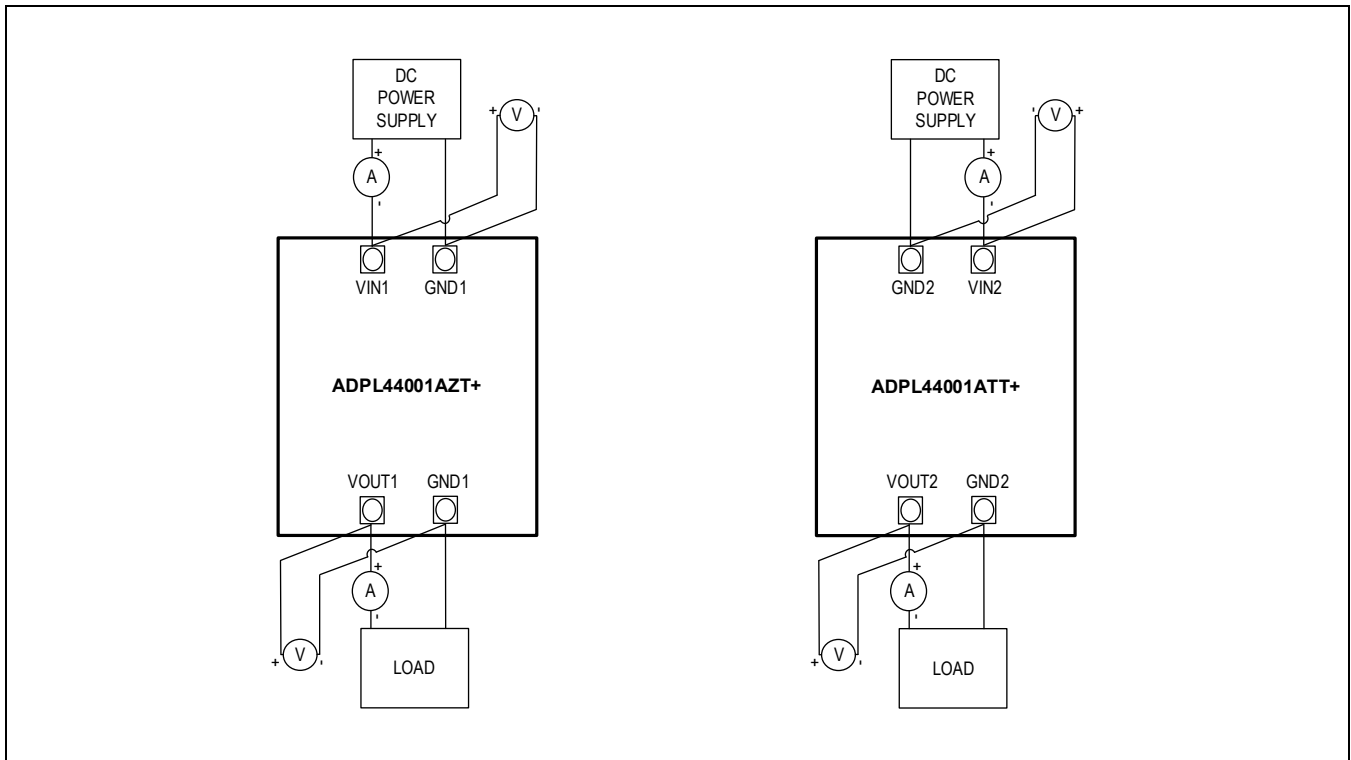 DC
POWER
SUPPLY
+ V -
+
A
-
VIN1 GND1
ADPL44001AZT+
VOUT1 GND1
+
A
-
+ V -
LOAD
DC
POWER
SUPPLY
- V +
+
A
-
GND2 VIN2
ADPL44001ATT+
VOUT2 GND2
+
A
-
+ V -
LOAD